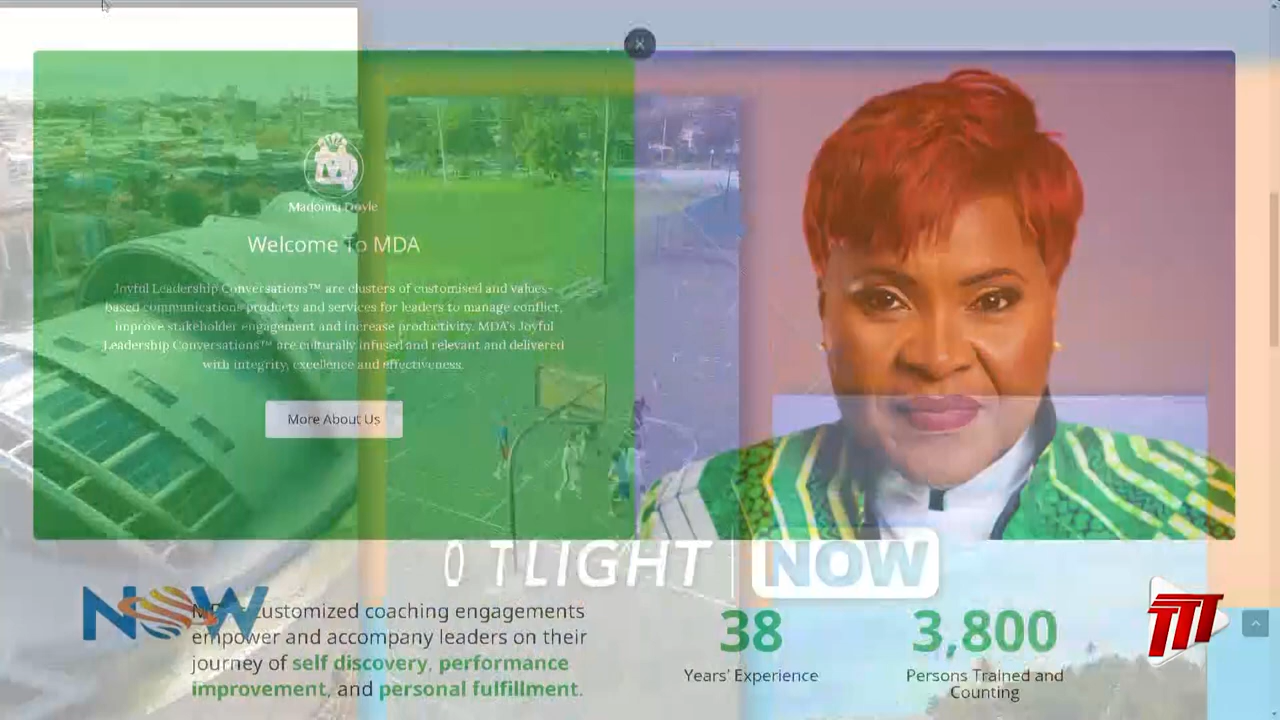 Madonna Doyle
Welcome To MDA
Joyful Leadership Conversations™ are clusters of customised and values-
based communications products and services for leaders to manage conflict,
improve stakeholder engagement and increase productivity. MDA's Joyful
Leadership Conversations™ are culturally infused and relevant and delivered
with integrity, excellence and effectiveness.
More About Us
TLIGHT NOW
NOW
customized coaching engagements
empower and accompany leaders on their
journey of self discovery, performance
improvement, and personal fulfillment.
38
Years' Experience
3,800
Persons Trained and
Counting
TTT